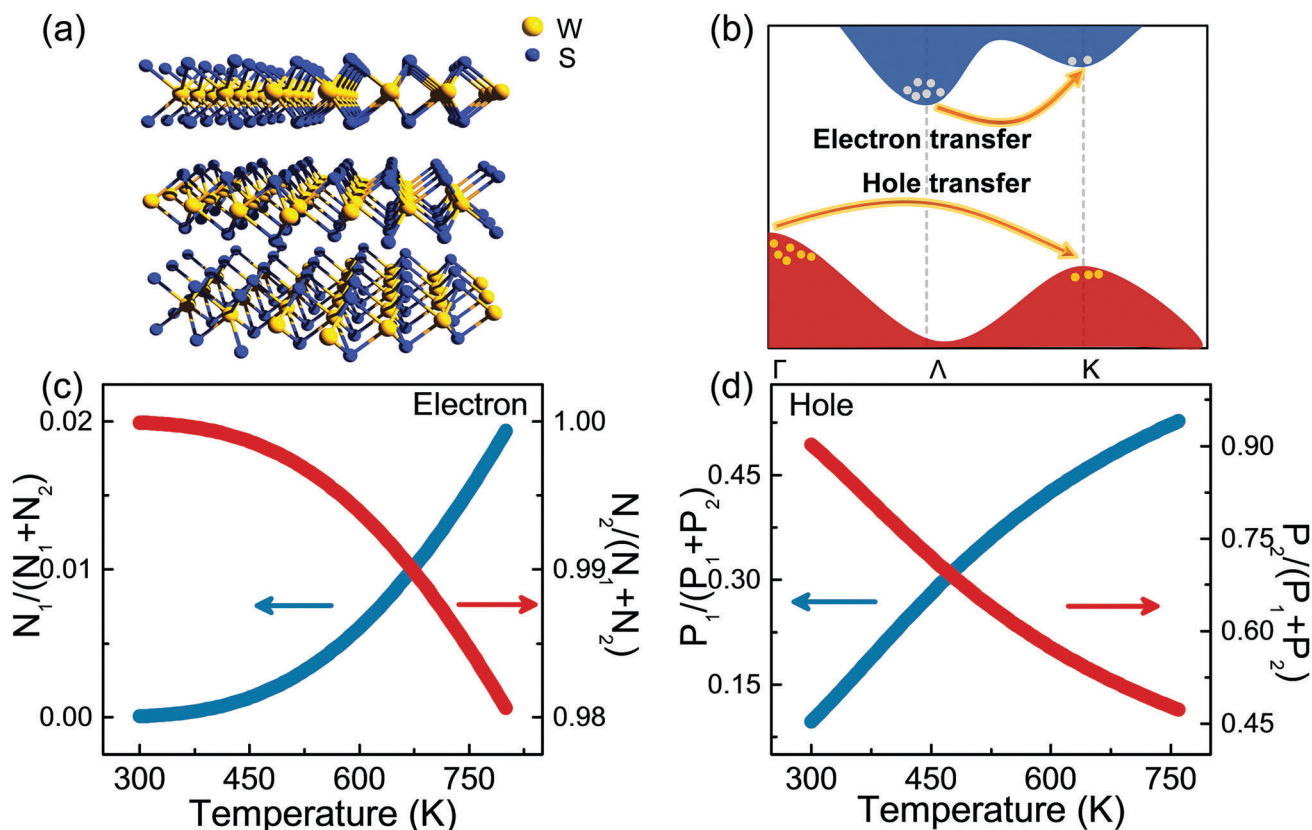 (a)
W
S
(b)
Electron transfer
Hole transfer
Γ
Λ
K
(c)
Electron
N₁/(N₁+N₂)
0.02
0.01
0.00
1.00
0.99
0.98
N₂/(N₁+N₂)
300
450
600
750
Temperature (K)
(d)
Hole
P₁/(P₁+P₂)
0.45
0.30
0.15
0.90
0.75
0.60
0.45
P₂/(P₁+P₂)
300
450
600
750
Temperature (K)